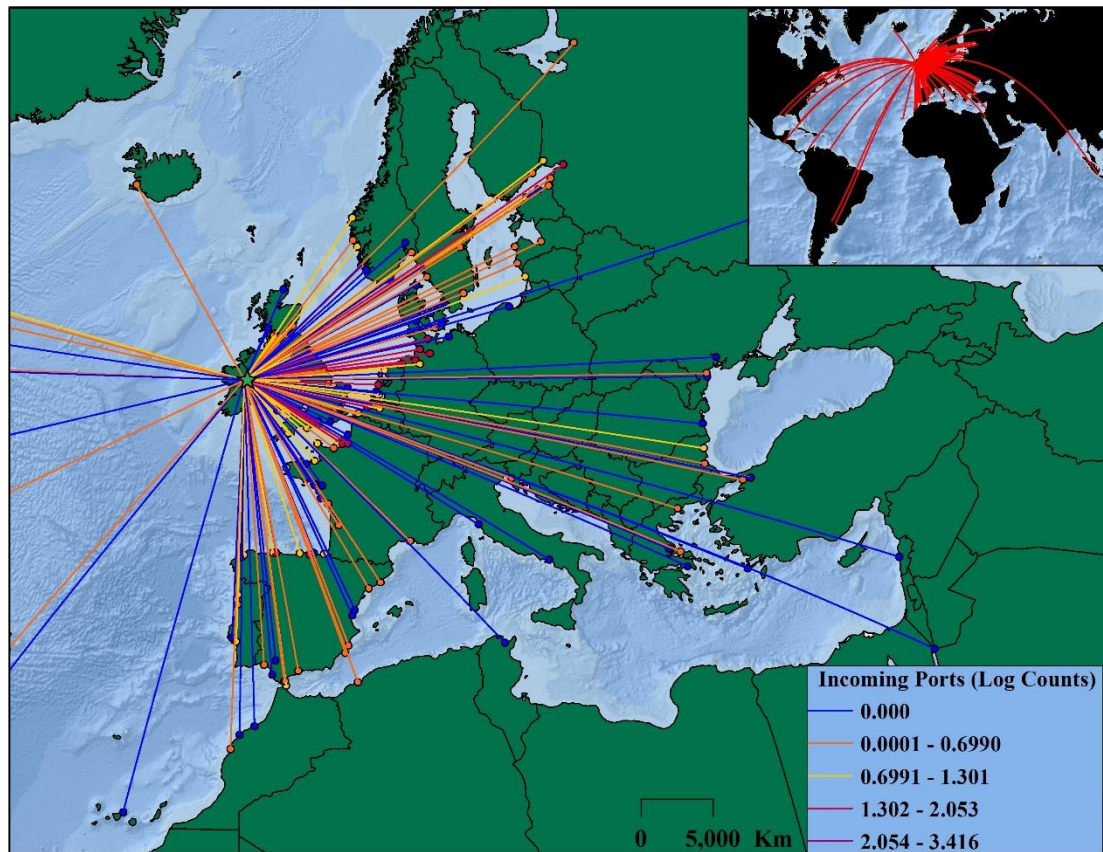 Incoming Ports (Log Counts)
0.000
0.0001 - 0.6990
0.6991 - 1.301
1.302 - 2.053
2.054 - 3.416
0 5,000 Km